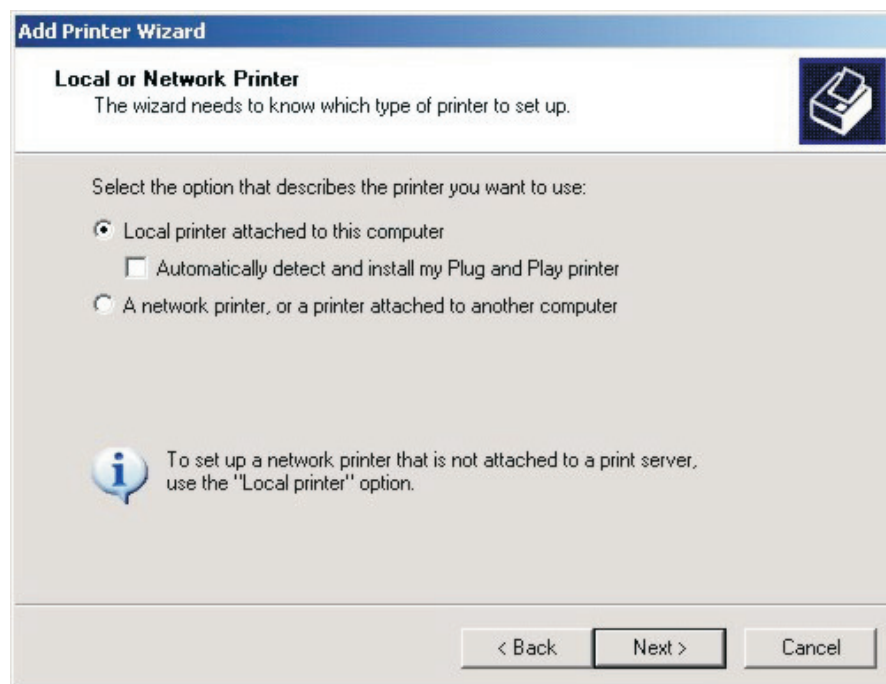 Add Printer Wizard
Local or Network Printer
The wizard needs to know which type of printer to set up.
Select the option that describes the printer you want to use:
Local printer attached to this computer
Automatically detect and install my Plug and Play printer
A network printer, or a printer attached to another computer
To set up a network printer that is not attached to a print server,
use the "Local printer" option.
< Back Next > Cancel